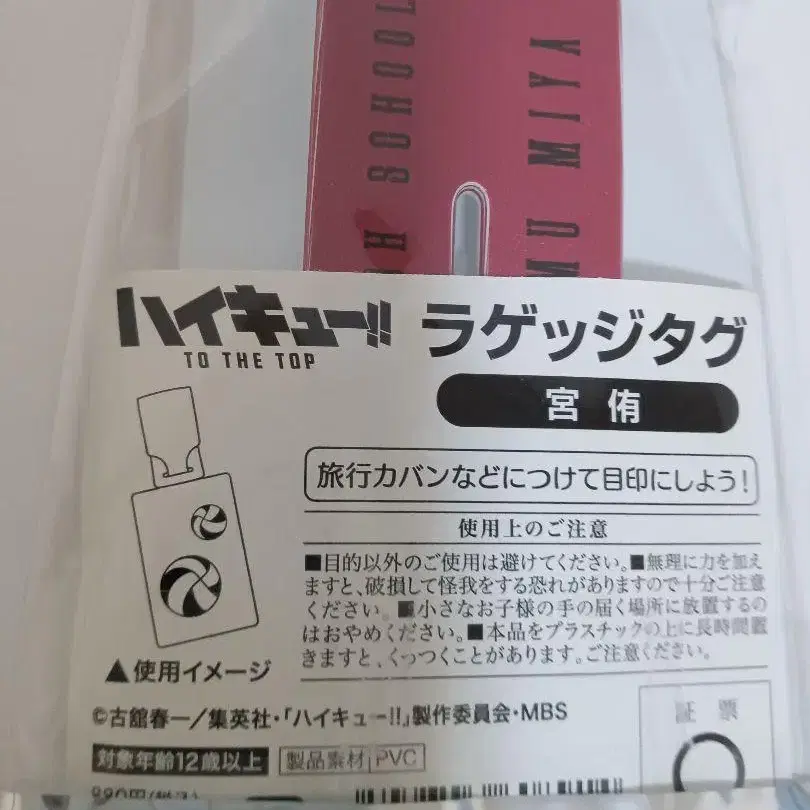 H SCHOOL
MU MIYA
ハイキュー!!
TO THE TOP
ラゲッジタグ
宮 侑
旅行カバンなどにつけて目印にしよう!
使用上のご注意
■目的以外のご使用は避けてください。■無理に力を加え
ますと、破損して怪我をする恐れがありますので十分ご注意
ください。■小さなお子様の手の届く場所に放置するの
はおやめください。■本品をプラスチックの上に長時間置
きますと、くっつくことがあります。ご注意ください。
▲使用イメージ
©古舘春一/集英社・「ハイキュー!!」製作委員会・MBS
対象年齢12歳以上
製品素材 PVC
証 票